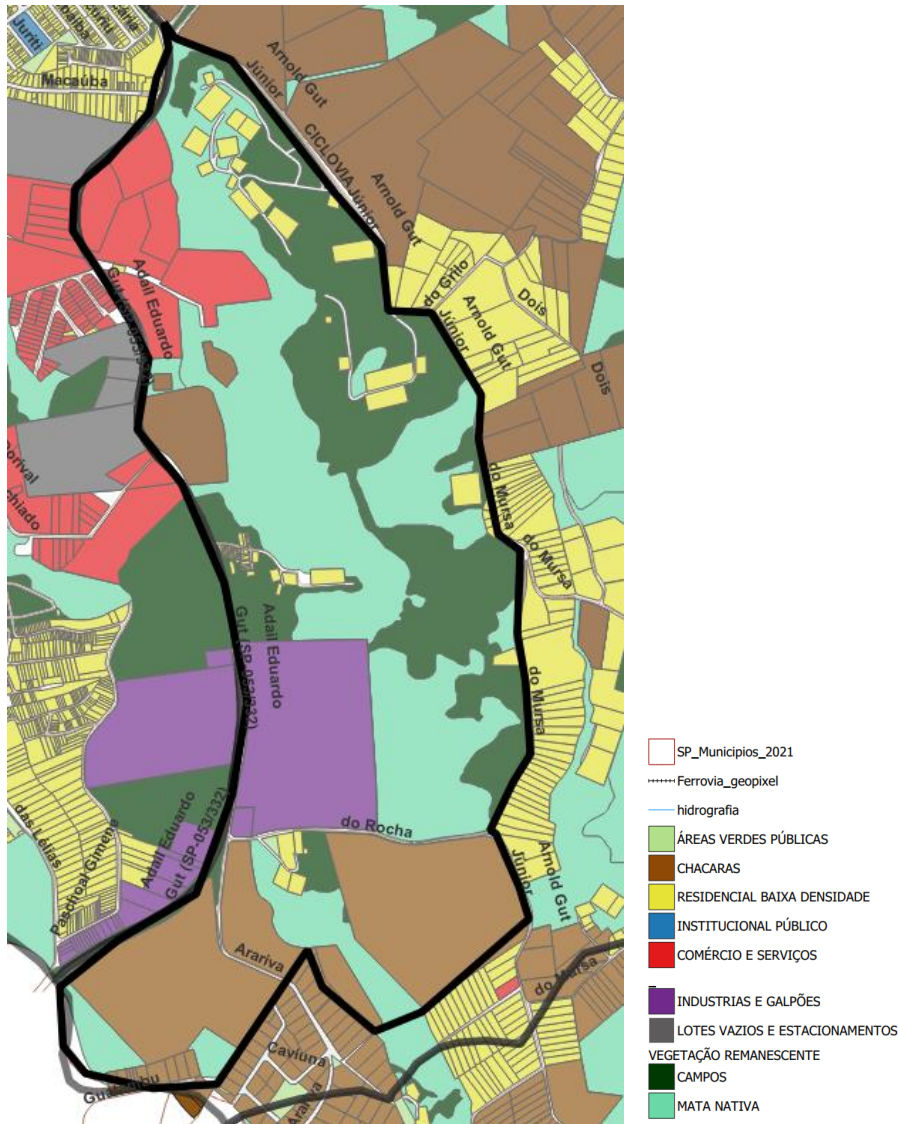 Juriti
Macaúba
Arnold Gut
Júnior
CICLOVIA Júnior
Arnold Gut
Adail Eduardo
do Grilo
Dois
Júnior
Arnold Gut
Dois
do Mursa
do Mursa
Adail Eduardo
Gut (SP-053/332)
do Mursa
do Rocha
das Lélias
Paschoal Gimene
Adail Eduardo
Gut (SP-053/332)
Júnior
Arnold Gut
Arariva
do Mursa
Caviuna
Arariva
SP_Municipios_2021
Ferrovia_geopixel
hidrografia
ÁREAS VERDES PÚBLICAS
CHACARAS
RESIDENCIAL BAIXA DENSIDADE
INSTITUCIONAL PÚBLICO
COMÉRCIO E SERVIÇOS
INDUSTRIAS E GALPÕES
LOTES VAZIOS E ESTACIONAMENTOS
VEGETAÇÃO REMANESCENTE
CAMPOS
MATA NATIVA